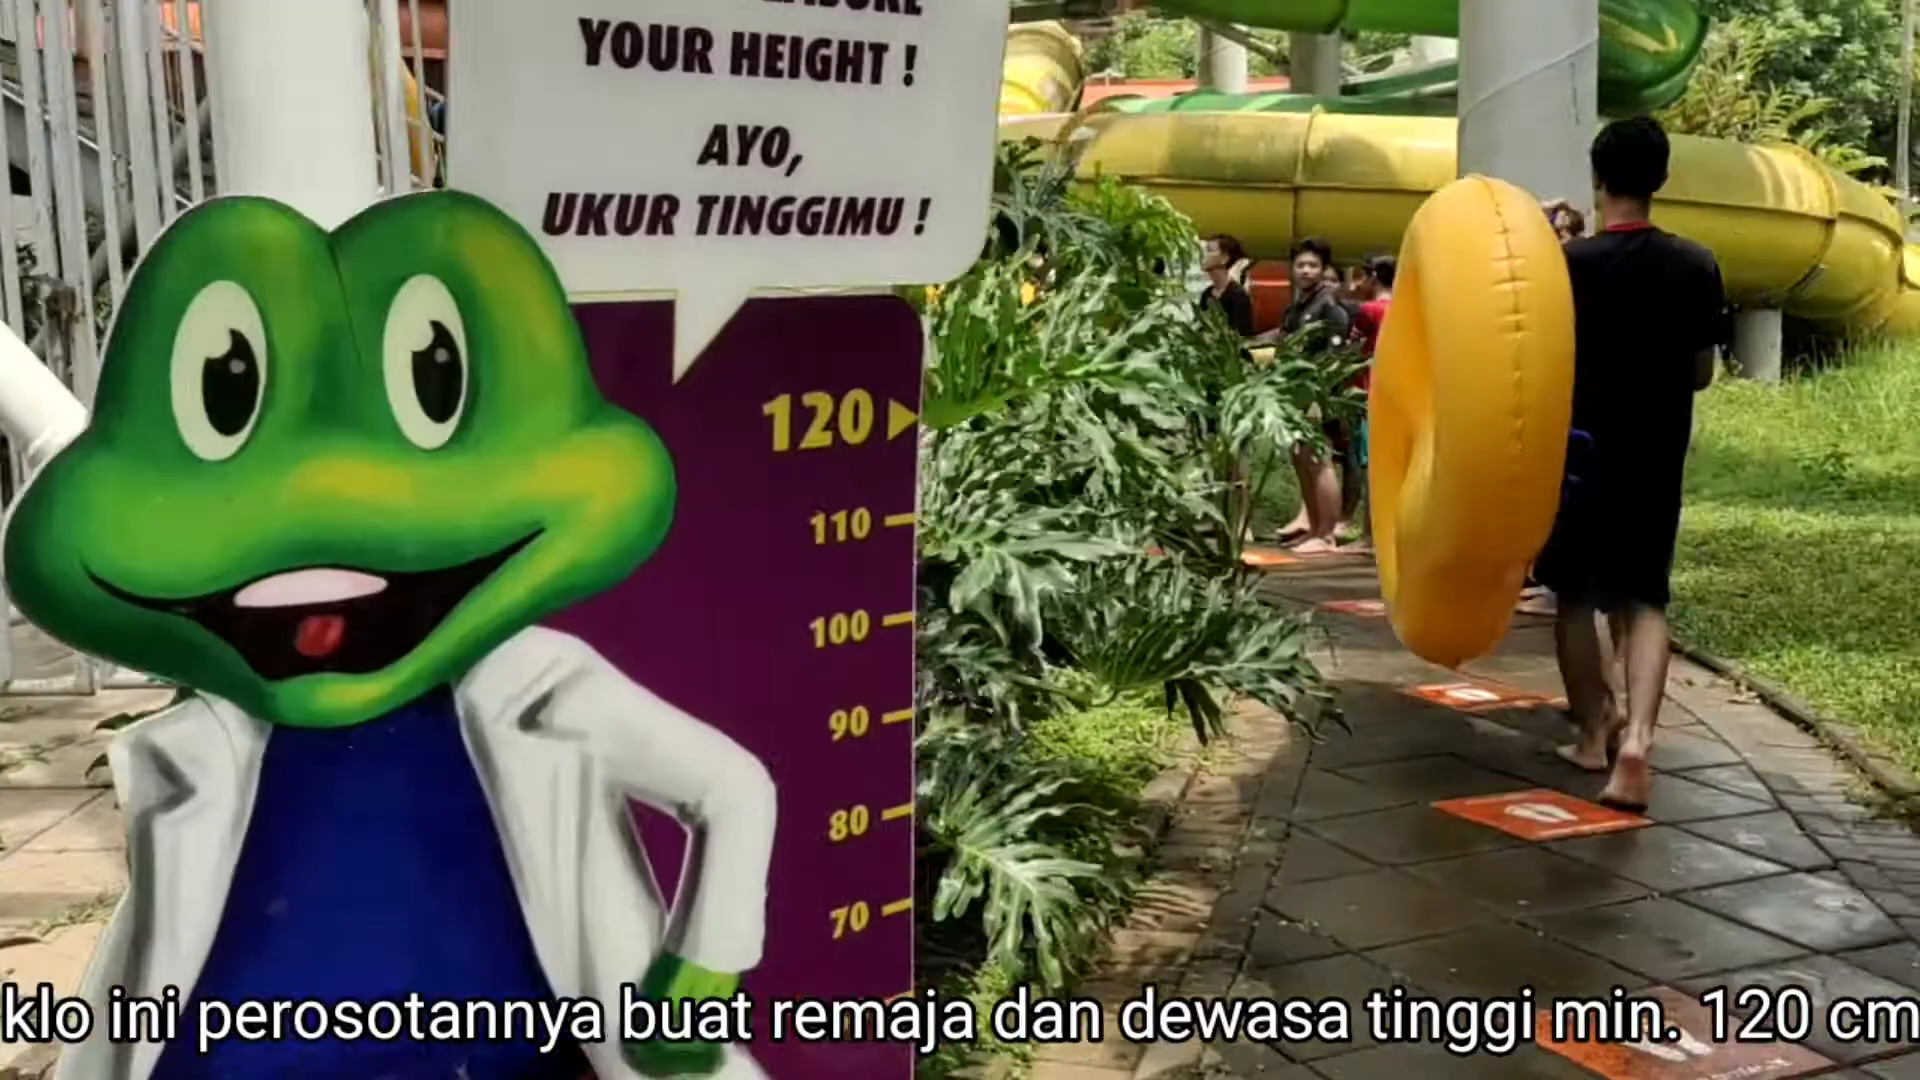 YOUR HEIGHT !
AYO,
UKUR TINGGIMU !
120
110
100
90
80
70
klo ini perosotannya buat remaja dan dewasa tinggi min. 120 cm